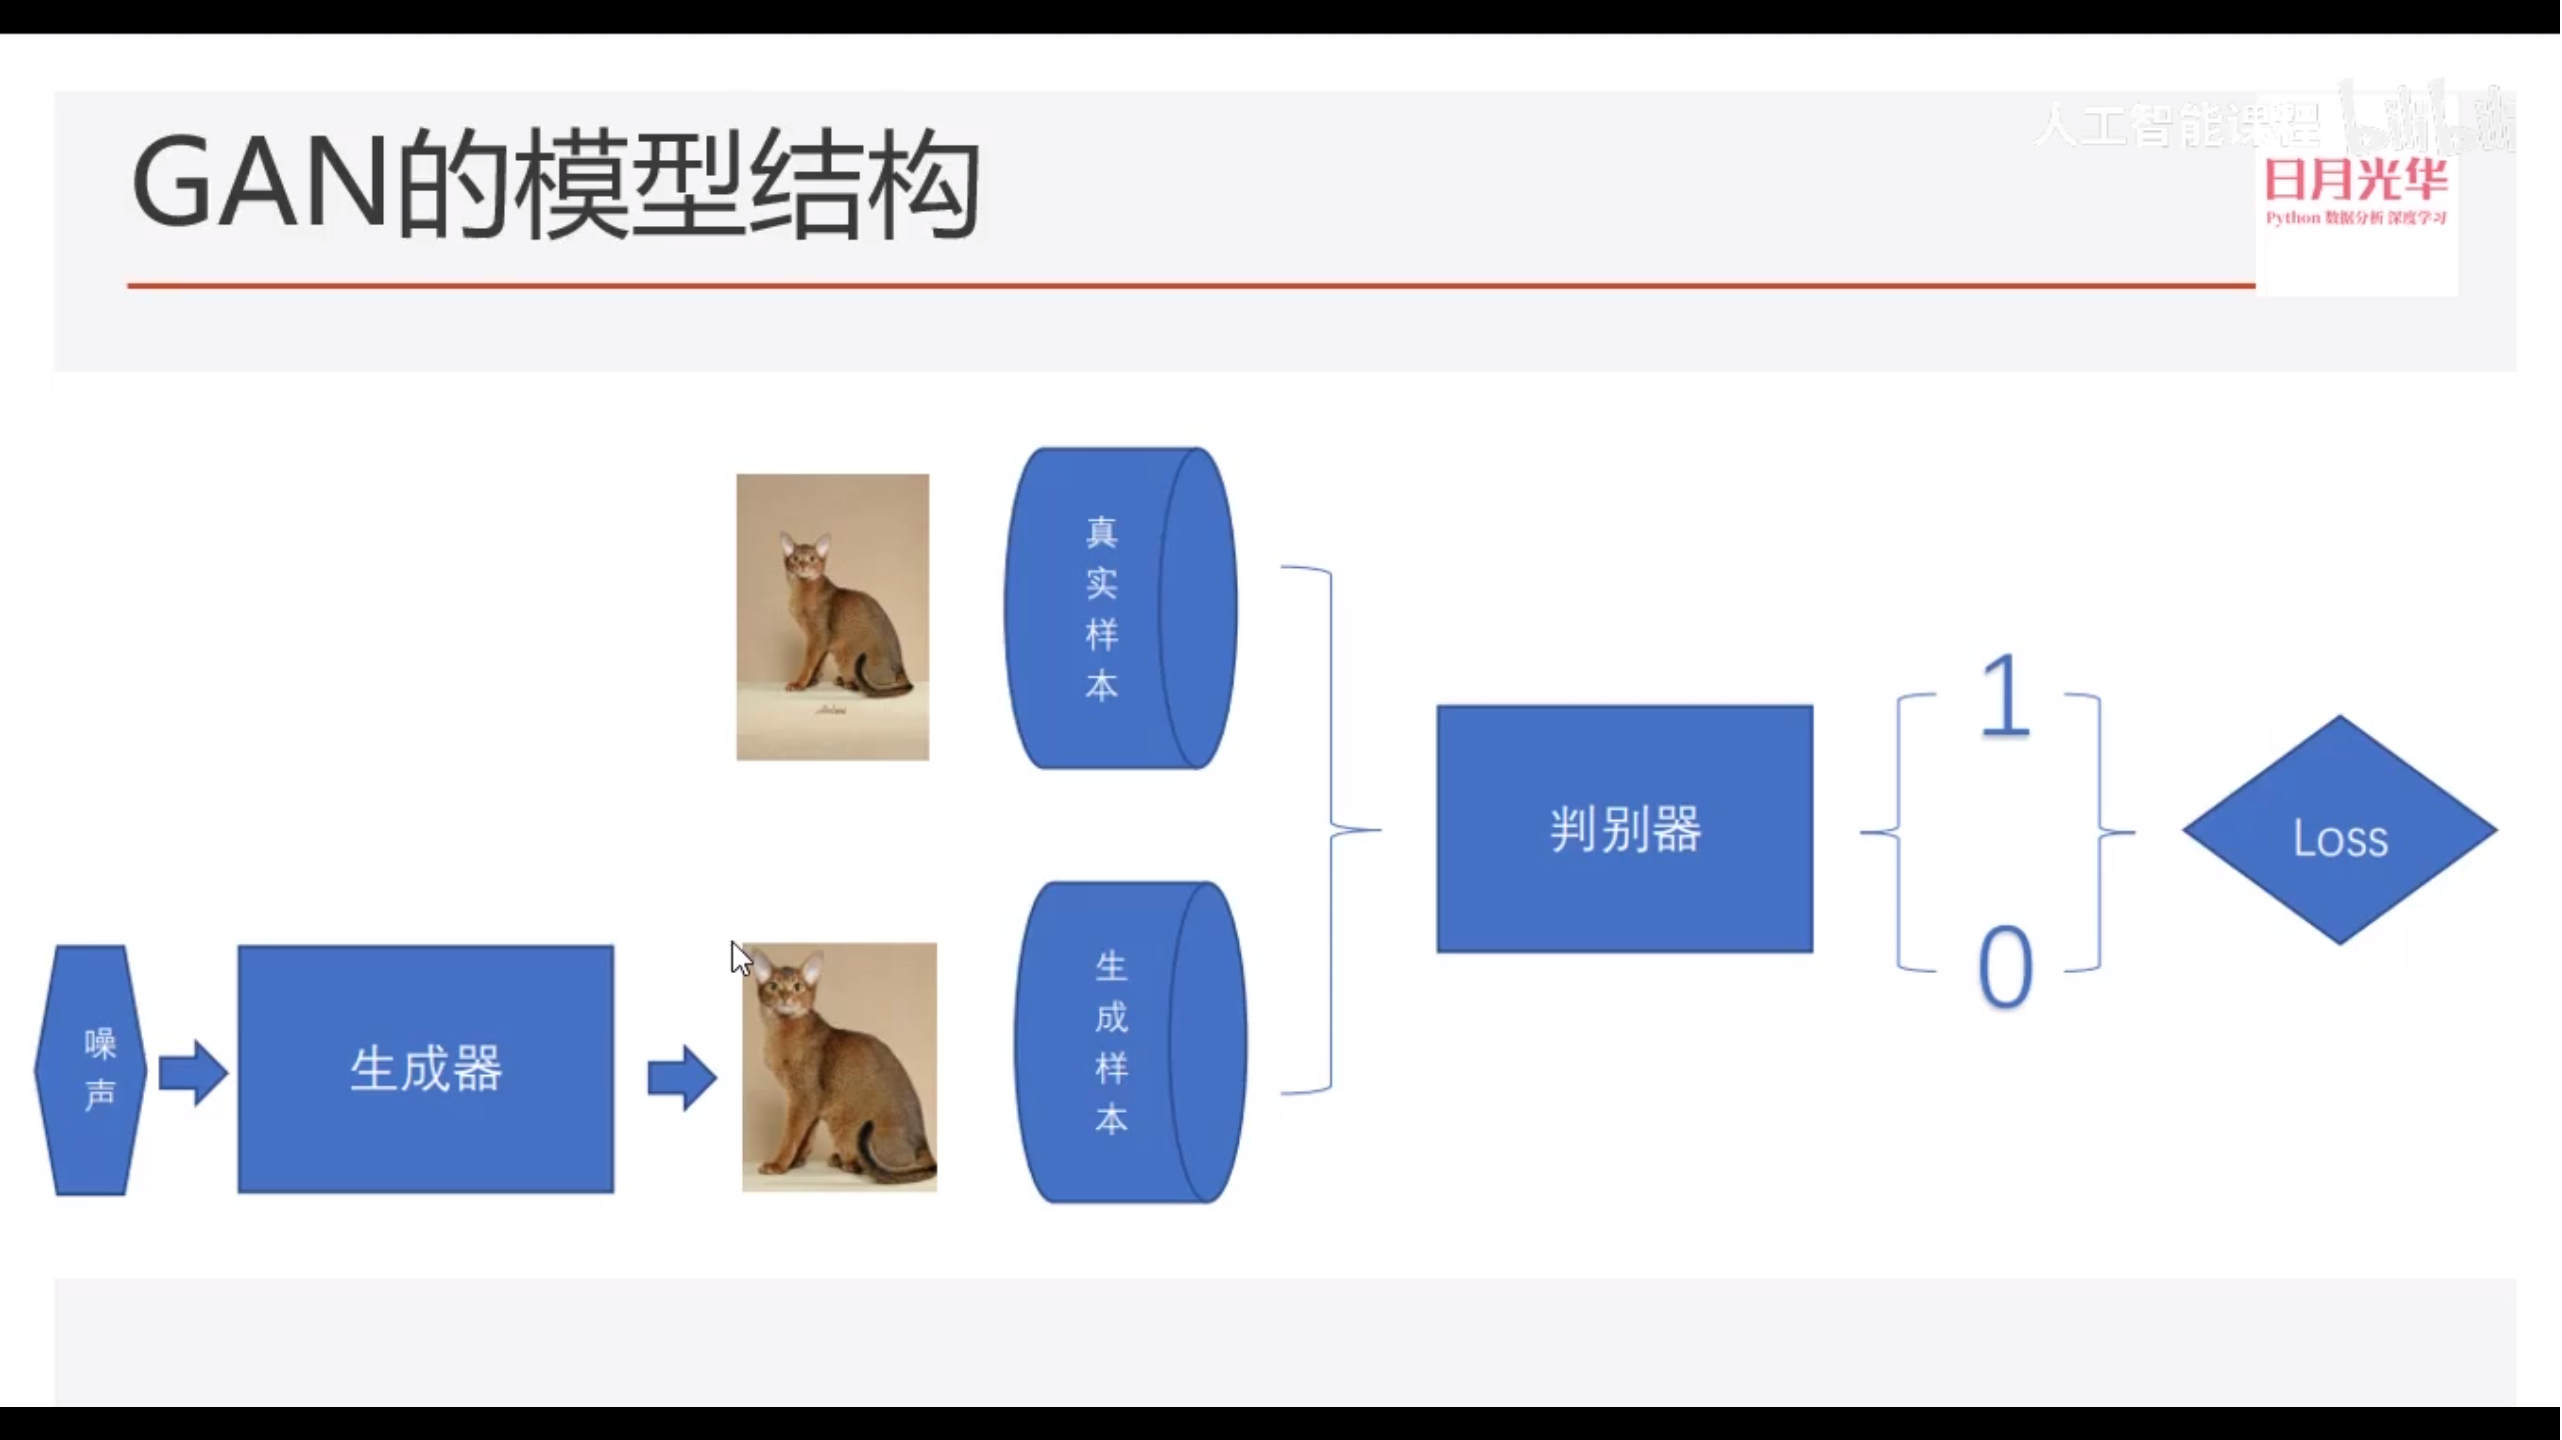 GAN的模型结构
人工智能课程 bilibili
日月光华
Python 数据分析 深度学习
真实样本
1
判别器
Loss
0
噪声
生成器
生成样本